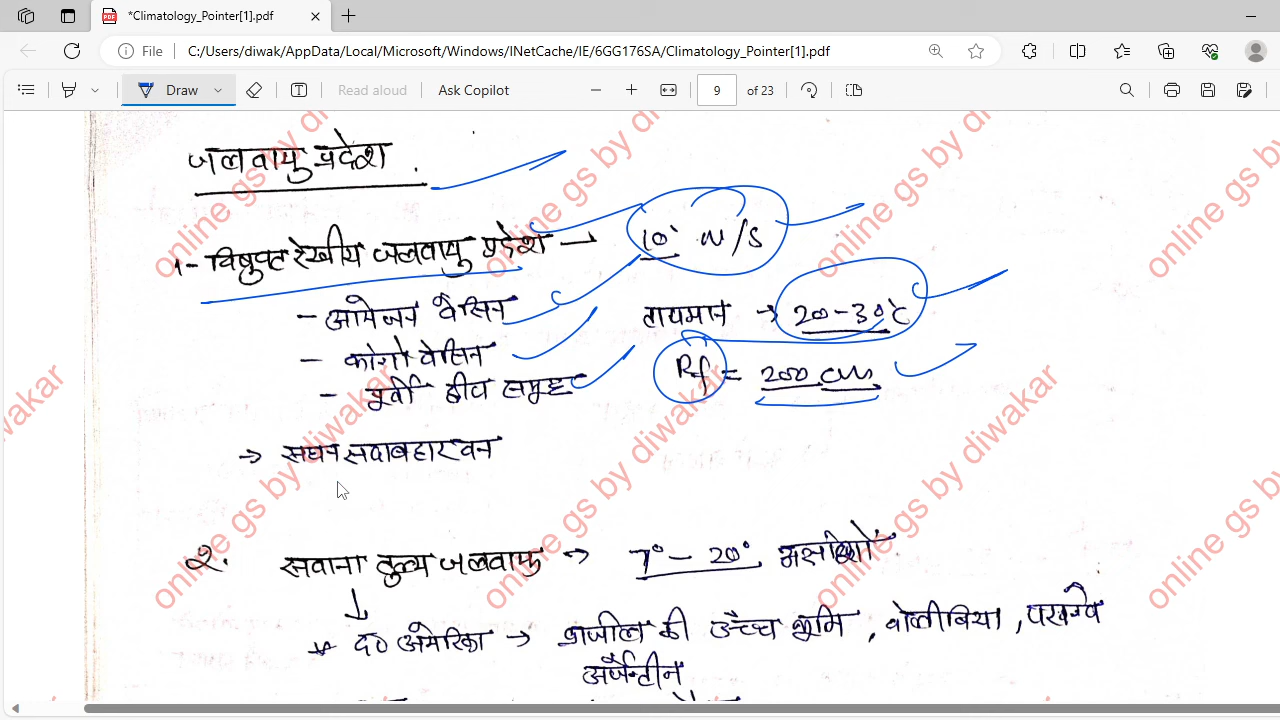 *Climatology_Pointer[1].pdf
File C:/Users/diwak/AppData/Local/Microsoft/Windows/INetCache/IE/6GG176SA/Climatology_Pointer[1].pdf
Draw Read aloud Ask Copilot 9 of 23
जलवायु प्रदेश .
1- विषुवत रेखीय जलवायु प्रदेश → 10° N/S
- आमेजन बेसिन तापमान → 20-30°C
- कांगो बेसिन Rf = 200 cm
- पूर्वी द्वीप समूह
→ सघन सदाबहार वन
2. सवाना तुल्य जलवायु → 7° - 20° अक्षांशों
द0 अमेरिका → ब्राजील की उच्च भूमि , बोलीबिया , पराग्वे
अर्जेन्टीन
online gs by diwakar